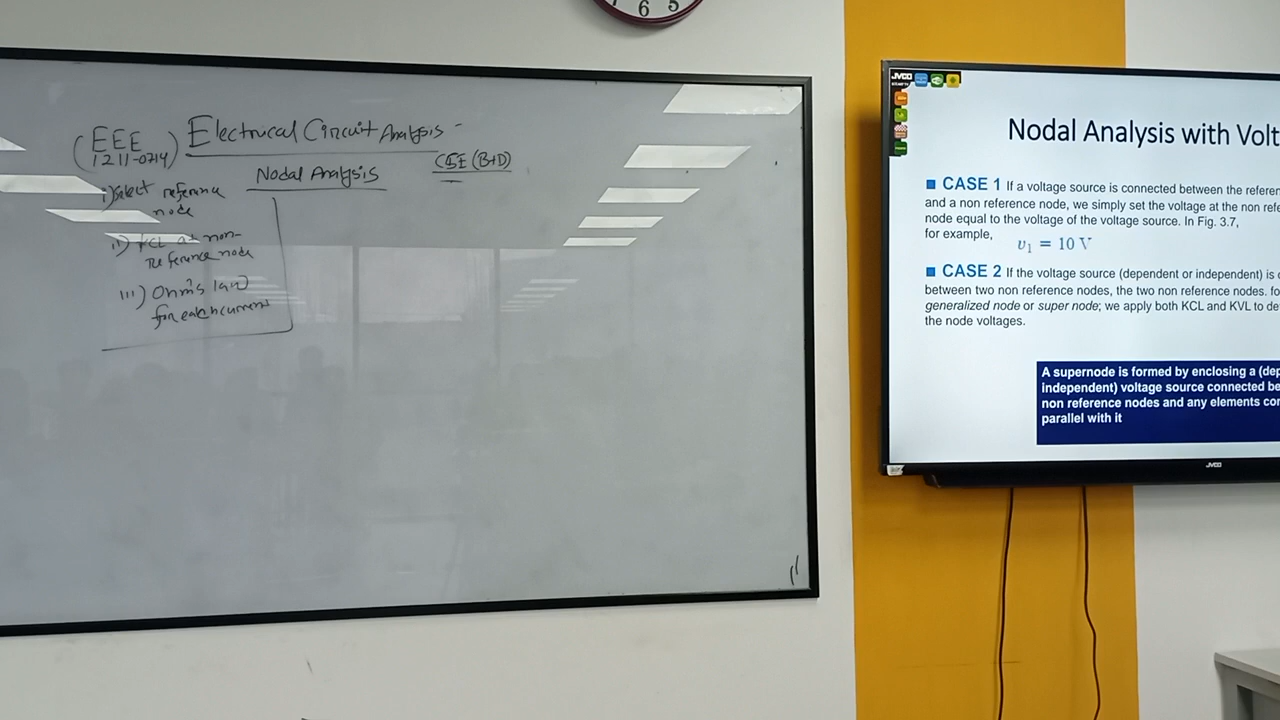 7 6 5
(EEE 1211-0714) Electrical Circuit Analysis -
Nodal Analysis
CSE (B+D)
i) Select reference
node
ii) KCL at non-
reference node
iii) Ohm's law
for each current
JVCO
Nodal Analysis with Volt
CASE 1 If a voltage source is connected between the referen
and a non reference node, we simply set the voltage at the non refe
node equal to the voltage of the voltage source. In Fig. 3.7,
for example,
v₁ = 10 V
CASE 2 If the voltage source (dependent or independent) is c
between two non reference nodes, the two non reference nodes. fo
generalized node or super node; we apply both KCL and KVL to de
the node voltages.
A supernode is formed by enclosing a (dep
independent) voltage source connected be
non reference nodes and any elements con
parallel with it
JVCO